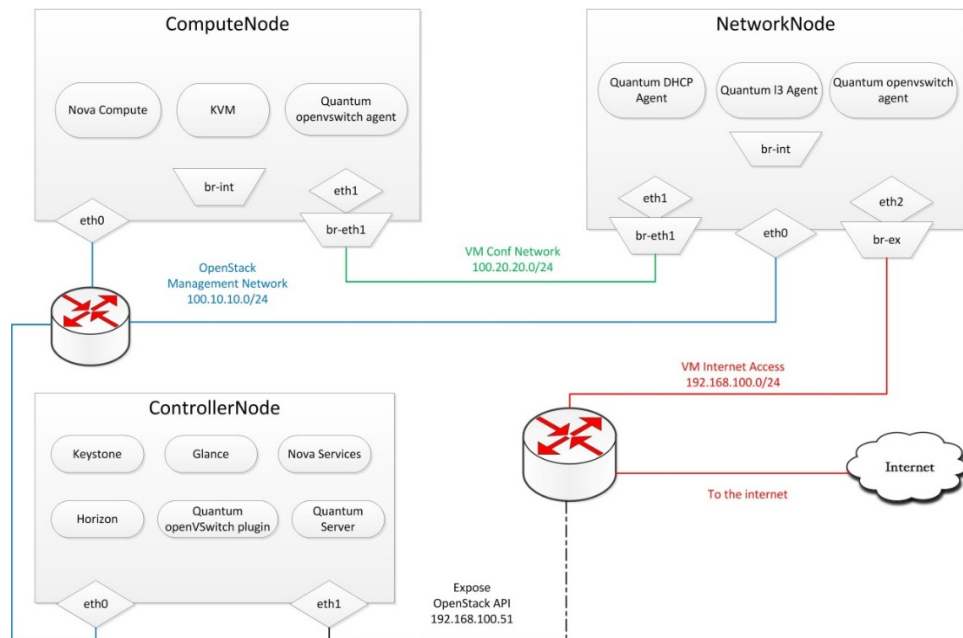 ComputeNode
Nova Compute
KVM
Quantum
openvswitch agent
br-int
eth1
eth0
br-eth1
NetworkNode
Quantum DHCP
Agent
Quantum l3 Agent
Quantum openvswitch
agent
br-int
eth1
eth2
br-eth1
eth0
br-ex
VM Conf Network
100.20.20.0/24
OpenStack
Management Network
100.10.10.0/24
VM Internet Access
192.168.100.0/24
ControllerNode
Keystone
Glance
Nova Services
Horizon
Quantum
openVSwitch plugin
Quantum
Server
eth0
eth1
Internet
To the internet
Expose
OpenStack API
192.168.100.51